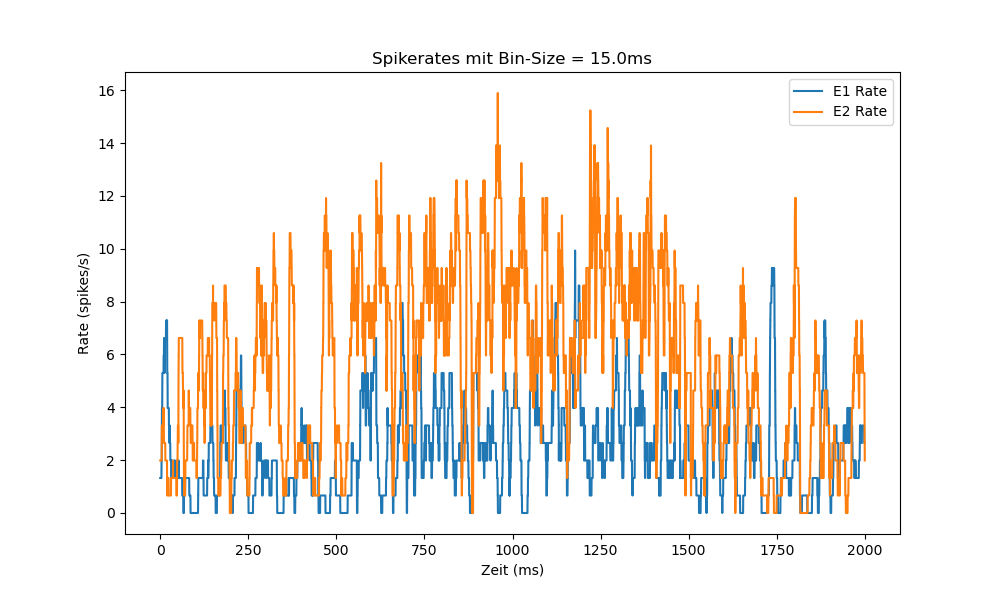 Spikerates mit Bin-Size = 15.0ms
E1 Rate
E2 Rate
16
14
12
10
8
6
4
2
0
Rate (spikes/s)
0 250 500 750 1000 1250 1500 1750 2000
Zeit (ms)